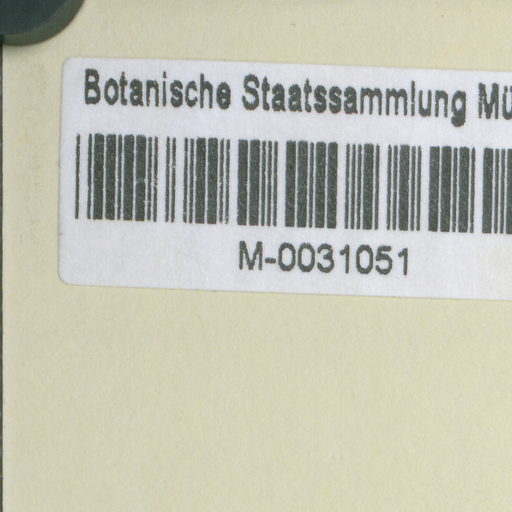 Botanische Staatssammlung Mü
M-0031051